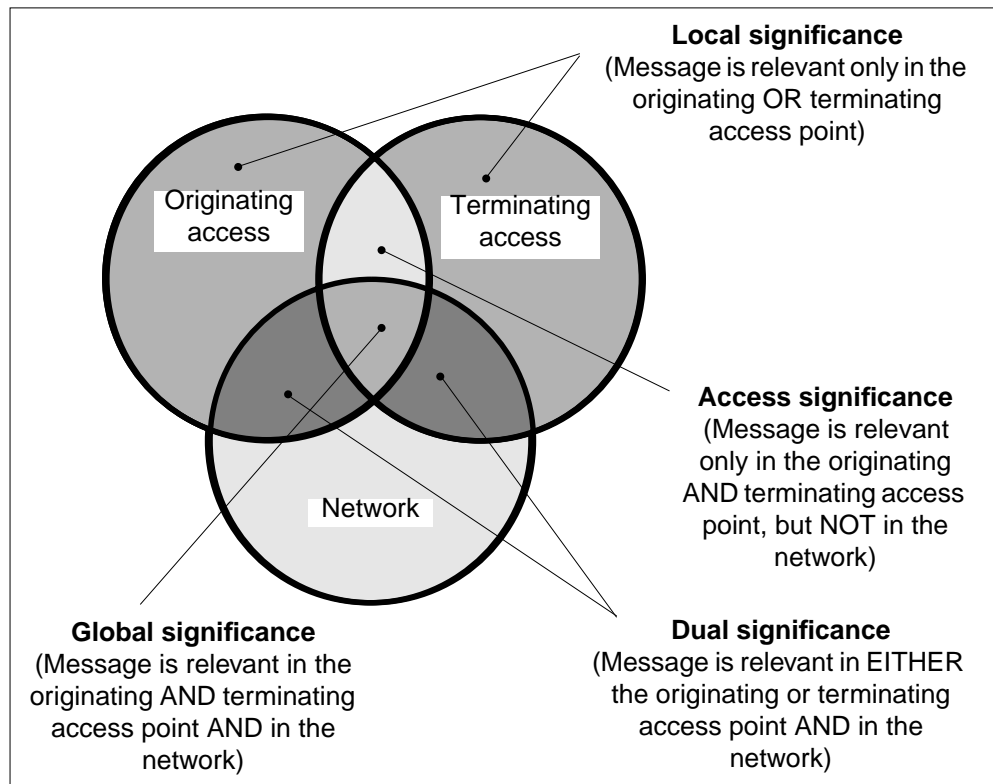 Local significance
(Message is relevant only in the
originating OR terminating
access point)
Originating
access
Terminating
access
Access significance
(Message is relevant
only in the originating
AND terminating access
point, but NOT in the
network)
Network
Global significance
(Message is relevant in the
originating AND terminating
access point AND in the
network)
Dual significance
(Message is relevant in EITHER
the originating or terminating
access point AND in the
network)